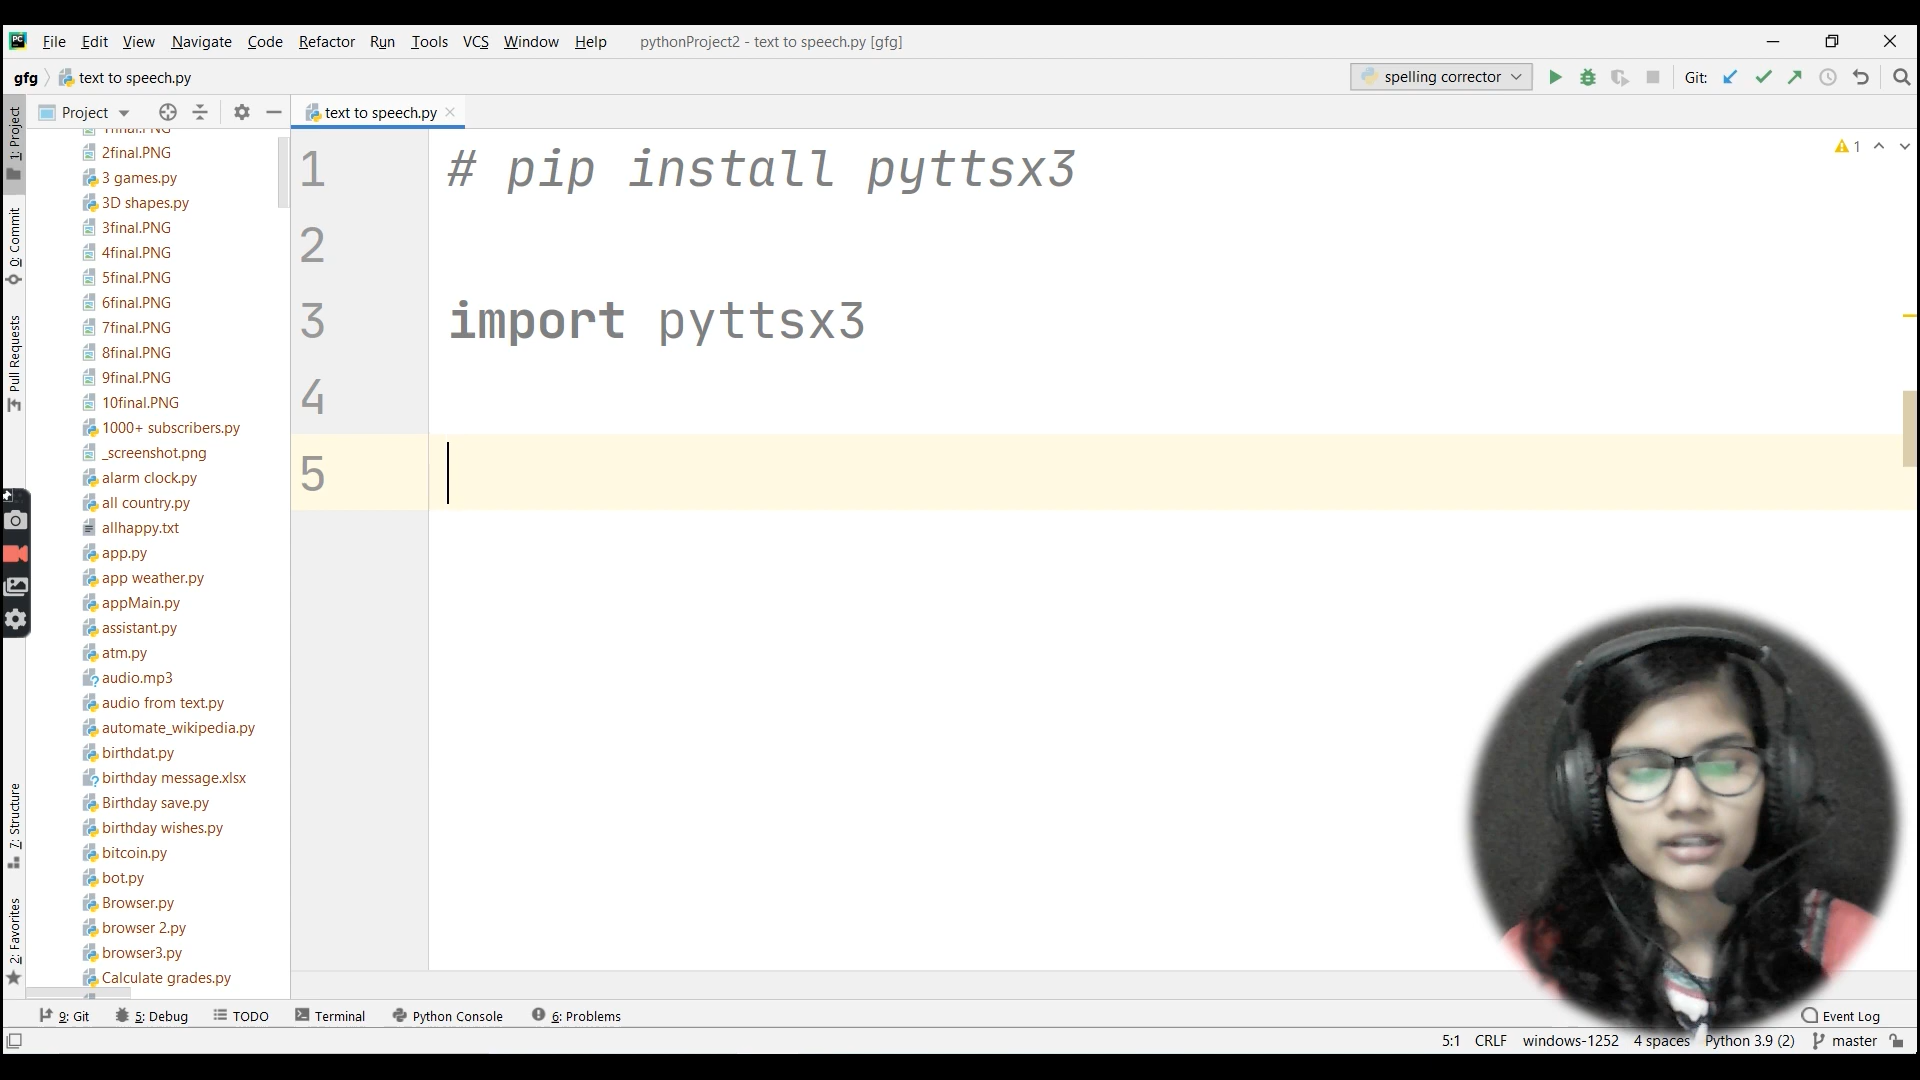 PC File Edit View Navigate Code Refactor Run Tools VCS Window Help pythonProject2 - text to speech.py [gfg]
gfg text to speech.py spelling corrector Git:
Project text to speech.py
1: Project
0: Commit
Pull Requests
7: Structure
2: Favorites
1final.PNG
2final.PNG
3 games.py
3D shapes.py
3final.PNG
4final.PNG
5final.PNG
6final.PNG
7final.PNG
8final.PNG
9final.PNG
10final.PNG
1000+ subscribers.py
_screenshot.png
alarm clock.py
all country.py
allhappy.txt
app.py
app weather.py
appMain.py
assistant.py
atm.py
audio.mp3
audio from text.py
automate_wikipedia.py
birthdat.py
birthday message.xlsx
Birthday save.py
birthday wishes.py
bitcoin.py
bot.py
Browser.py
browser 2.py
browser3.py
Calculate grades.py
1 # pip install pyttsx3
2
3 import pyttsx3
4
5
1
9: Git 5: Debug TODO Terminal Python Console 6: Problems Event Log
5:1 CRLF windows-1252 4 spaces Python 3.9 (2) master